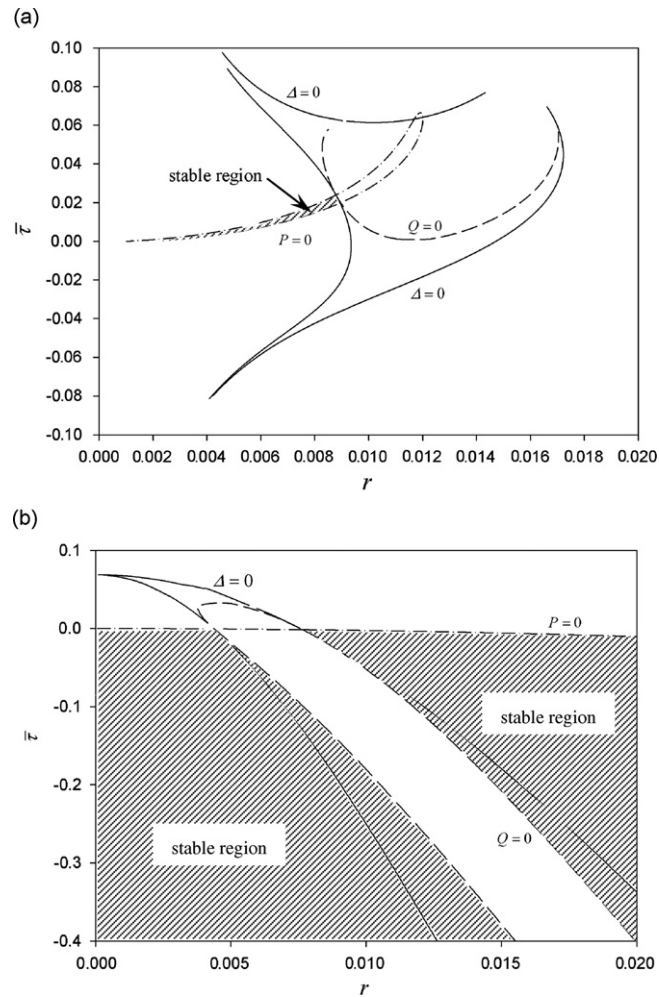 (a)
0.10
0.08
0.06
0.04
0.02
0.00
-0.02
-0.04
-0.06
-0.08
-0.10
τ̅
Δ = 0
stable region
P = 0
Q = 0
Δ = 0
0.000 0.002 0.004 0.006 0.008 0.010 0.012 0.014 0.016 0.018 0.020
r
(b)
0.1
0.0
-0.1
-0.2
-0.3
-0.4
τ̅
Δ = 0
P = 0
stable region
stable region
Q = 0
0.000 0.005 0.010 0.015 0.020
r